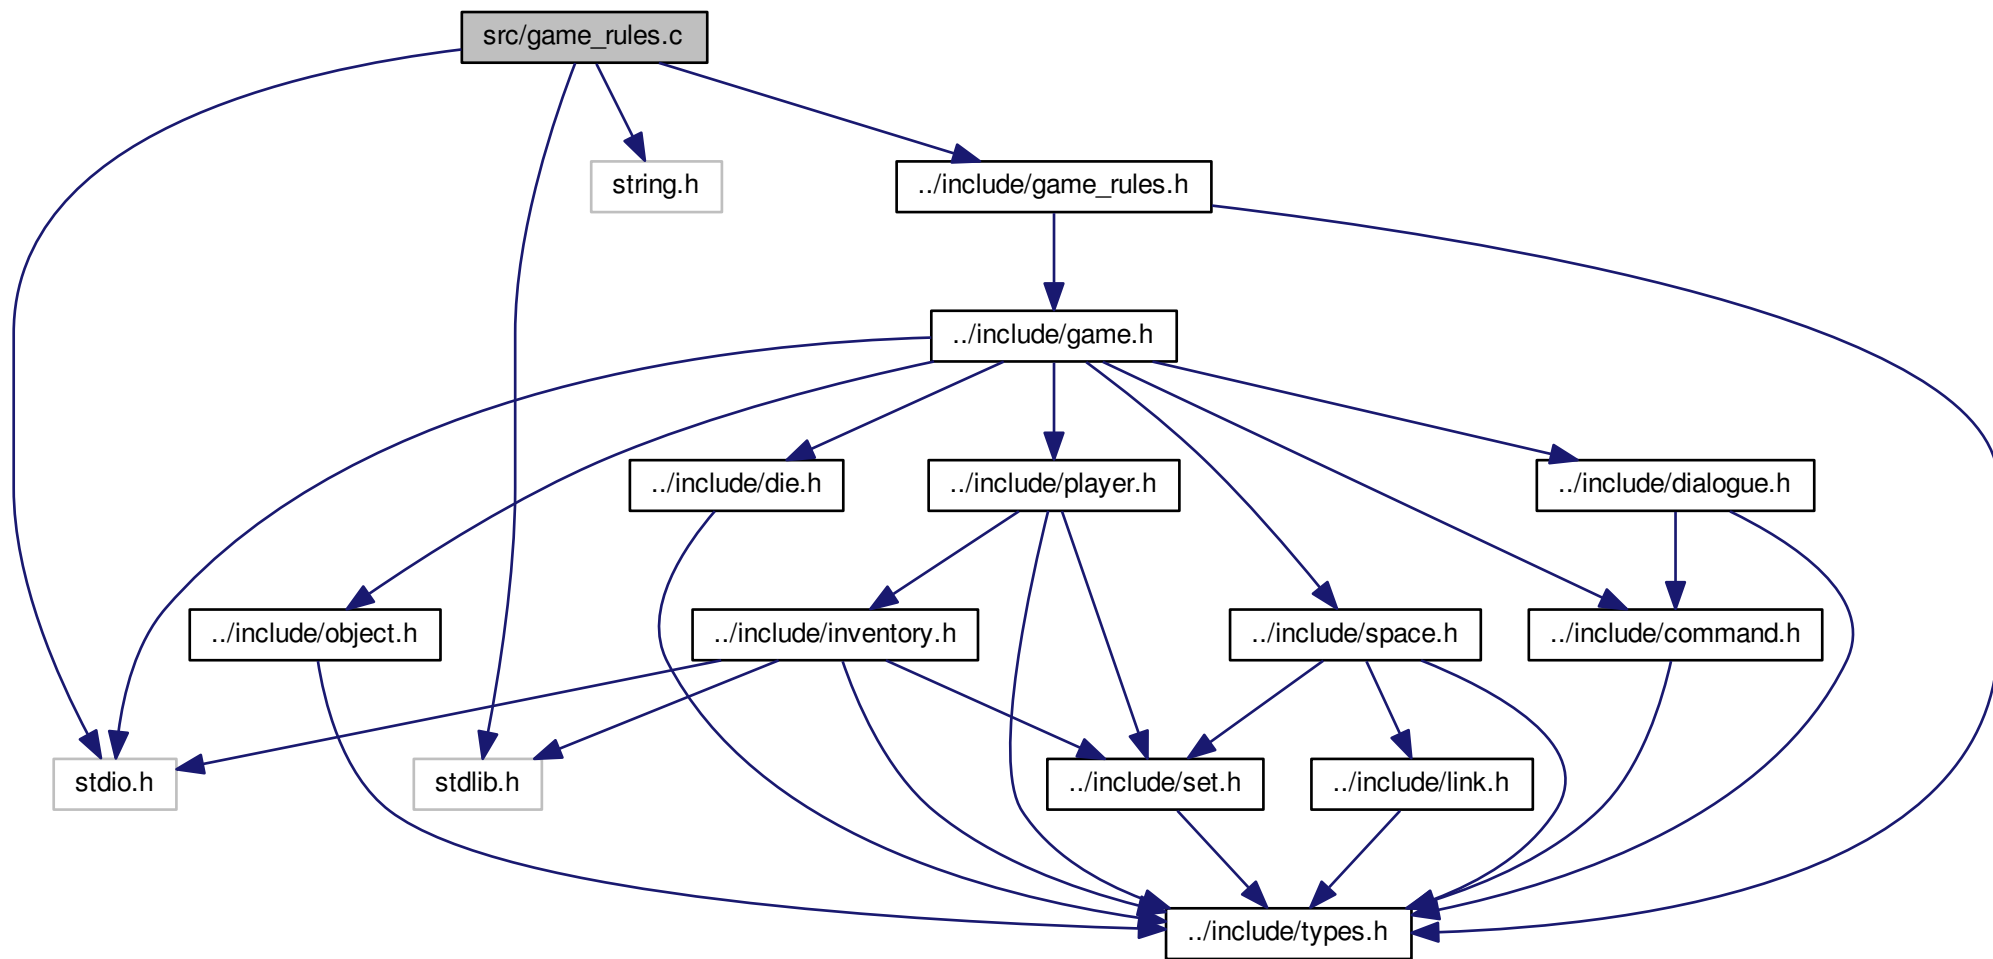 src/game_rules.c
string.h
../include/game_rules.h
../include/game.h
../include/die.h
../include/player.h
../include/dialogue.h
../include/object.h
../include/inventory.h
../include/space.h
../include/command.h
stdio.h
stdlib.h
../include/set.h
../include/link.h
../include/types.h